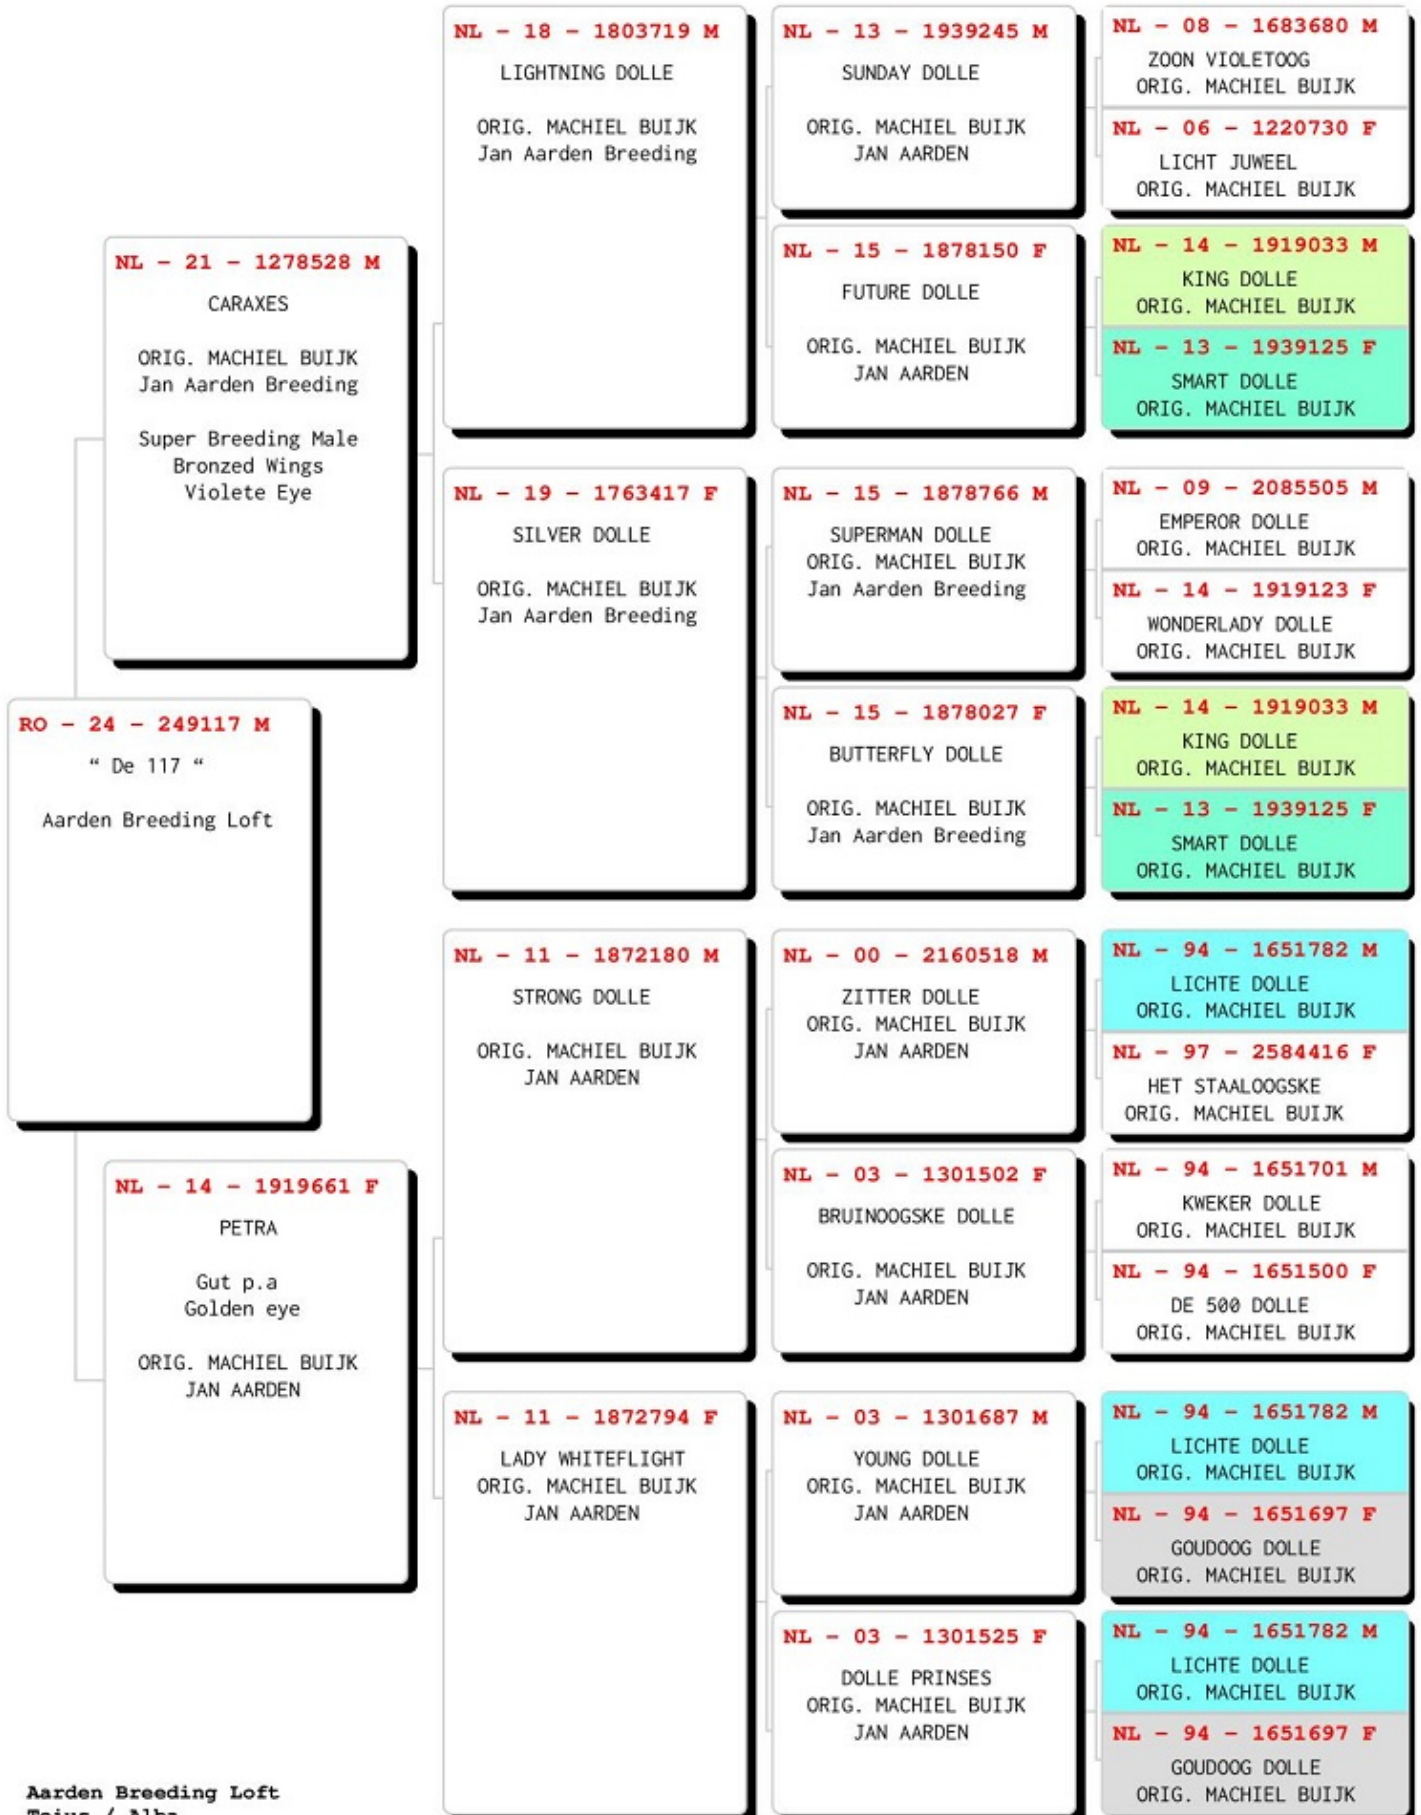 RO – 24 – 249117 M
“ De 117 “
Aarden Breeding Loft
NL – 21 – 1278528 M
CARAXES
ORIG. MACHIEL BUIJK
Jan Aarden Breeding
Super Breeding Male
Bronzed Wings
Violete Eye
NL – 14 – 1919661 F
PETRA
Gut p.a
Golden eye
ORIG. MACHIEL BUIJK
JAN AARDEN
NL – 18 – 1803719 M
LIGHTNING DOLLE
ORIG. MACHIEL BUIJK
Jan Aarden Breeding
NL – 19 – 1763417 F
SILVER DOLLE
ORIG. MACHIEL BUIJK
Jan Aarden Breeding
NL – 11 – 1872180 M
STRONG DOLLE
ORIG. MACHIEL BUIJK
JAN AARDEN
NL – 11 – 1872794 F
LADY WHITEFLIGHT
ORIG. MACHIEL BUIJK
JAN AARDEN
NL – 13 – 1939245 M
SUNDAY DOLLE
ORIG. MACHIEL BUIJK
JAN AARDEN
NL – 15 – 1878150 F
FUTURE DOLLE
ORIG. MACHIEL BUIJK
JAN AARDEN
NL – 15 – 1878766 M
SUPERMAN DOLLE
ORIG. MACHIEL BUIJK
Jan Aarden Breeding
NL – 15 – 1878027 F
BUTTERFLY DOLLE
ORIG. MACHIEL BUIJK
Jan Aarden Breeding
NL – 00 – 2160518 M
ZITTER DOLLE
ORIG. MACHIEL BUIJK
JAN AARDEN
NL – 03 – 1301502 F
BRUINOOGSKE DOLLE
ORIG. MACHIEL BUIJK
JAN AARDEN
NL – 03 – 1301687 M
YOUNG DOLLE
ORIG. MACHIEL BUIJK
JAN AARDEN
NL – 03 – 1301525 F
DOLLE PRINSES
ORIG. MACHIEL BUIJK
JAN AARDEN
NL – 08 – 1683680 M
ZOON VIOLETOOG
ORIG. MACHIEL BUIJK
NL – 06 – 1220730 F
LICHT JUWEEL
ORIG. MACHIEL BUIJK
NL – 14 – 1919033 M
KING DOLLE
ORIG. MACHIEL BUIJK
NL – 13 – 1939125 F
SMART DOLLE
ORIG. MACHIEL BUIJK
NL – 09 – 2085505 M
EMPEROR DOLLE
ORIG. MACHIEL BUIJK
NL – 14 – 1919123 F
WONDERLADY DOLLE
ORIG. MACHIEL BUIJK
NL – 14 – 1919033 M
KING DOLLE
ORIG. MACHIEL BUIJK
NL – 13 – 1939125 F
SMART DOLLE
ORIG. MACHIEL BUIJK
NL – 94 – 1651782 M
LICHTE DOLLE
ORIG. MACHIEL BUIJK
NL – 97 – 2584416 F
HET STAALOOGSKE
ORIG. MACHIEL BUIJK
NL – 94 – 1651701 M
KWEKER DOLLE
ORIG. MACHIEL BUIJK
NL – 94 – 1651500 F
DE 500 DOLLE
ORIG. MACHIEL BUIJK
NL – 94 – 1651782 M
LICHTE DOLLE
ORIG. MACHIEL BUIJK
NL – 94 – 1651697 F
GOUDOOG DOLLE
ORIG. MACHIEL BUIJK
NL – 94 – 1651782 M
LICHTE DOLLE
ORIG. MACHIEL BUIJK
NL – 94 – 1651697 F
GOUDOOG DOLLE
ORIG. MACHIEL BUIJK
Aarden Breeding Loft
/ Alba